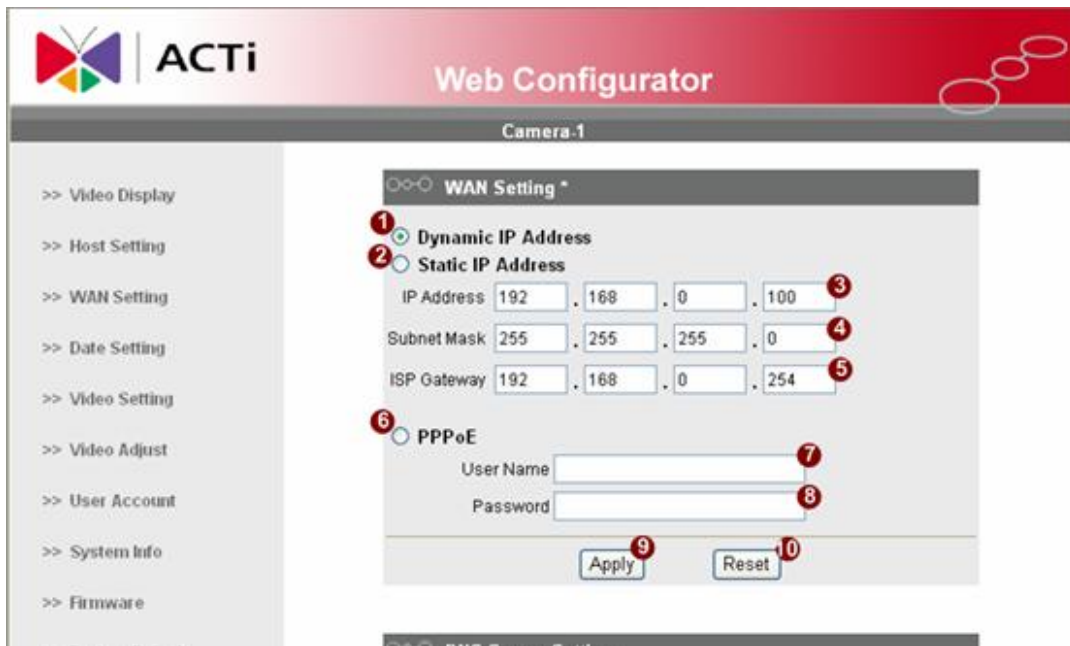 ACTi
Web Configurator
Camera-1
>> Video Display
>> Host Setting
>> WAN Setting
>> Date Setting
>> Video Setting
>> Video Adjust
>> User Account
>> System Info
>> Firmware
WAN Setting *
1 Dynamic IP Address
2 Static IP Address
IP Address 192 . 168 . 0 . 100 3
Subnet Mask 255 . 255 . 255 . 0 4
ISP Gateway 192 . 168 . 0 . 254 5
6 PPPoE
User Name 7
Password 8
Apply 9 Reset 10